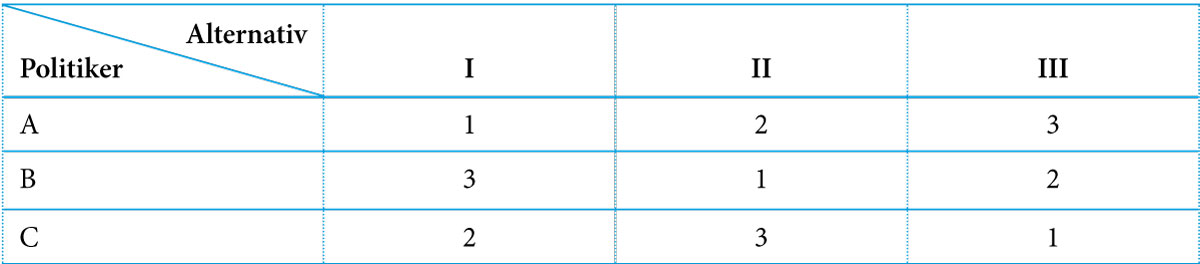 Alternativ
Politiker I II III
A 1 2 3
B 3 1 2
C 2 3 1